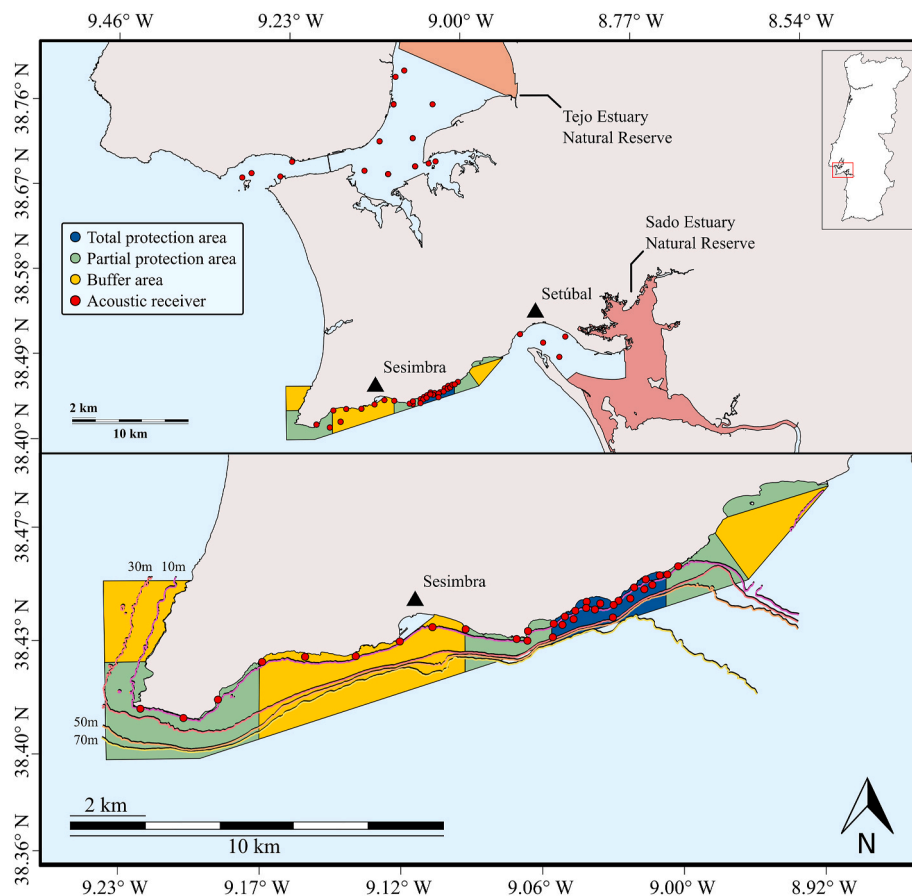 9.46° W 9.23° W 9.00° W 8.77° W 8.54° W
38.76° N
38.67° N
38.58° N
38.49° N
38.40° N
Tejo Estuary
Natural Reserve
Sado Estuary
Natural Reserve
Total protection area
Partial protection area
Buffer area
Acoustic receiver
Setúbal
Sesimbra
2 km
10 km
38.47° N
38.43° N
38.40° N
38.36° N
30m 10m
Sesimbra
50m
70m
2 km
10 km
N
9.23° W 9.17° W 9.12° W 9.06° W 9.00° W 8.92° W